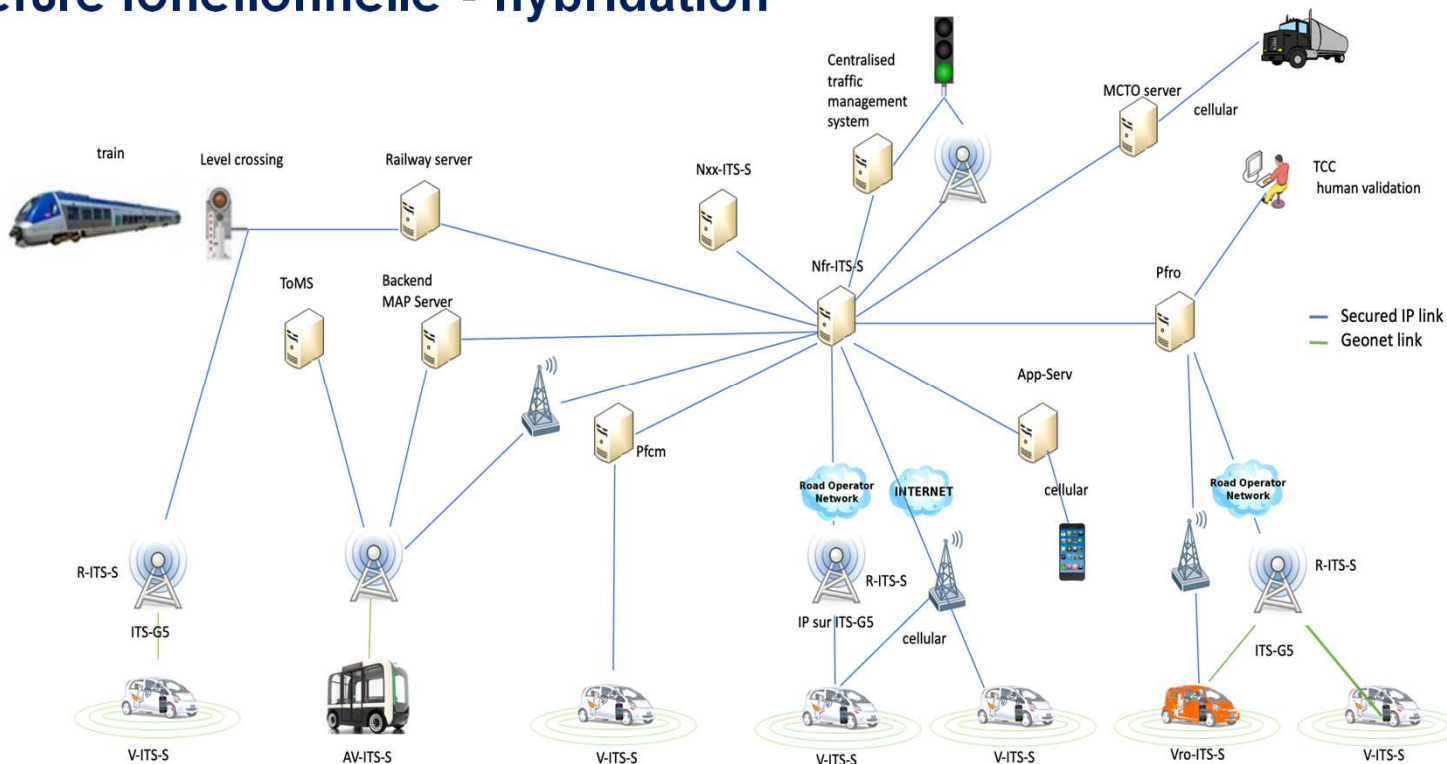 fonctionnelle - hybridation
Centralised
traffic
management
system
MCTO server
cellular
train
Level crossing
Railway server
Nxx-ITS-S
TCC
human validation
Nfr-ITS-S
Pfro
ToMS
Backend
MAP Server
Secured IP link
Geonet link
App-Serv
Pfcm
Road Operator
Network
INTERNET
cellular
Road Operator
Network
R-ITS-S
R-ITS-S
R-ITS-S
IP sur ITS-G5
cellular
ITS-G5
ITS-G5
V-ITS-S
AV-ITS-S
V-ITS-S
V-ITS-S
V-ITS-S
Vro-ITS-S
V-ITS-S